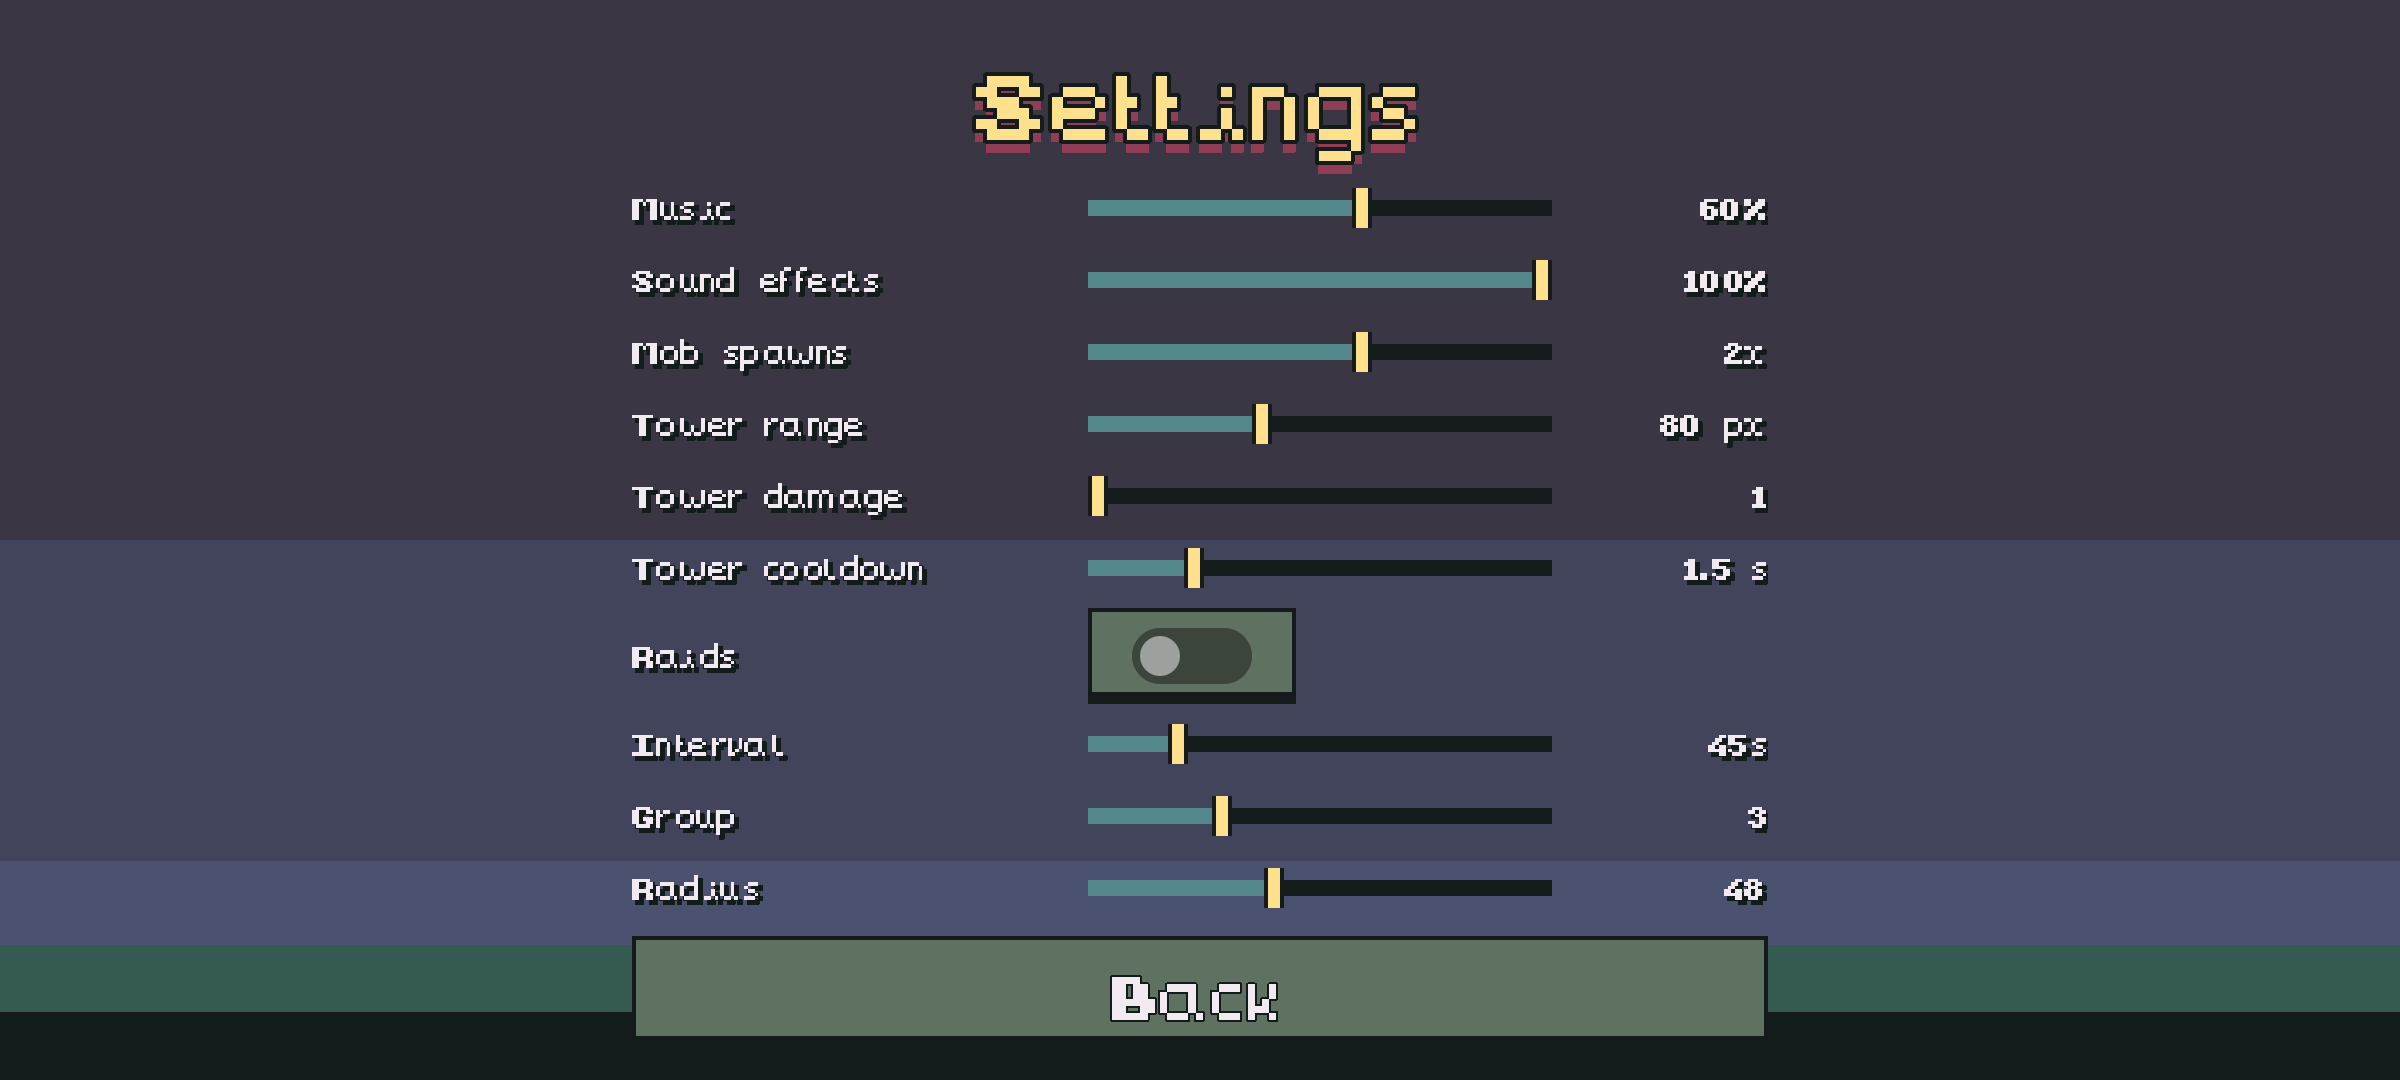 Settings
Music 60%
Sound effects 100%
Mob spawns 2x
Tower range 80 px
Tower damage 1
Tower cooldown 1.5 s
Raids
Interval 45s
Group 3
Radius 48
Back